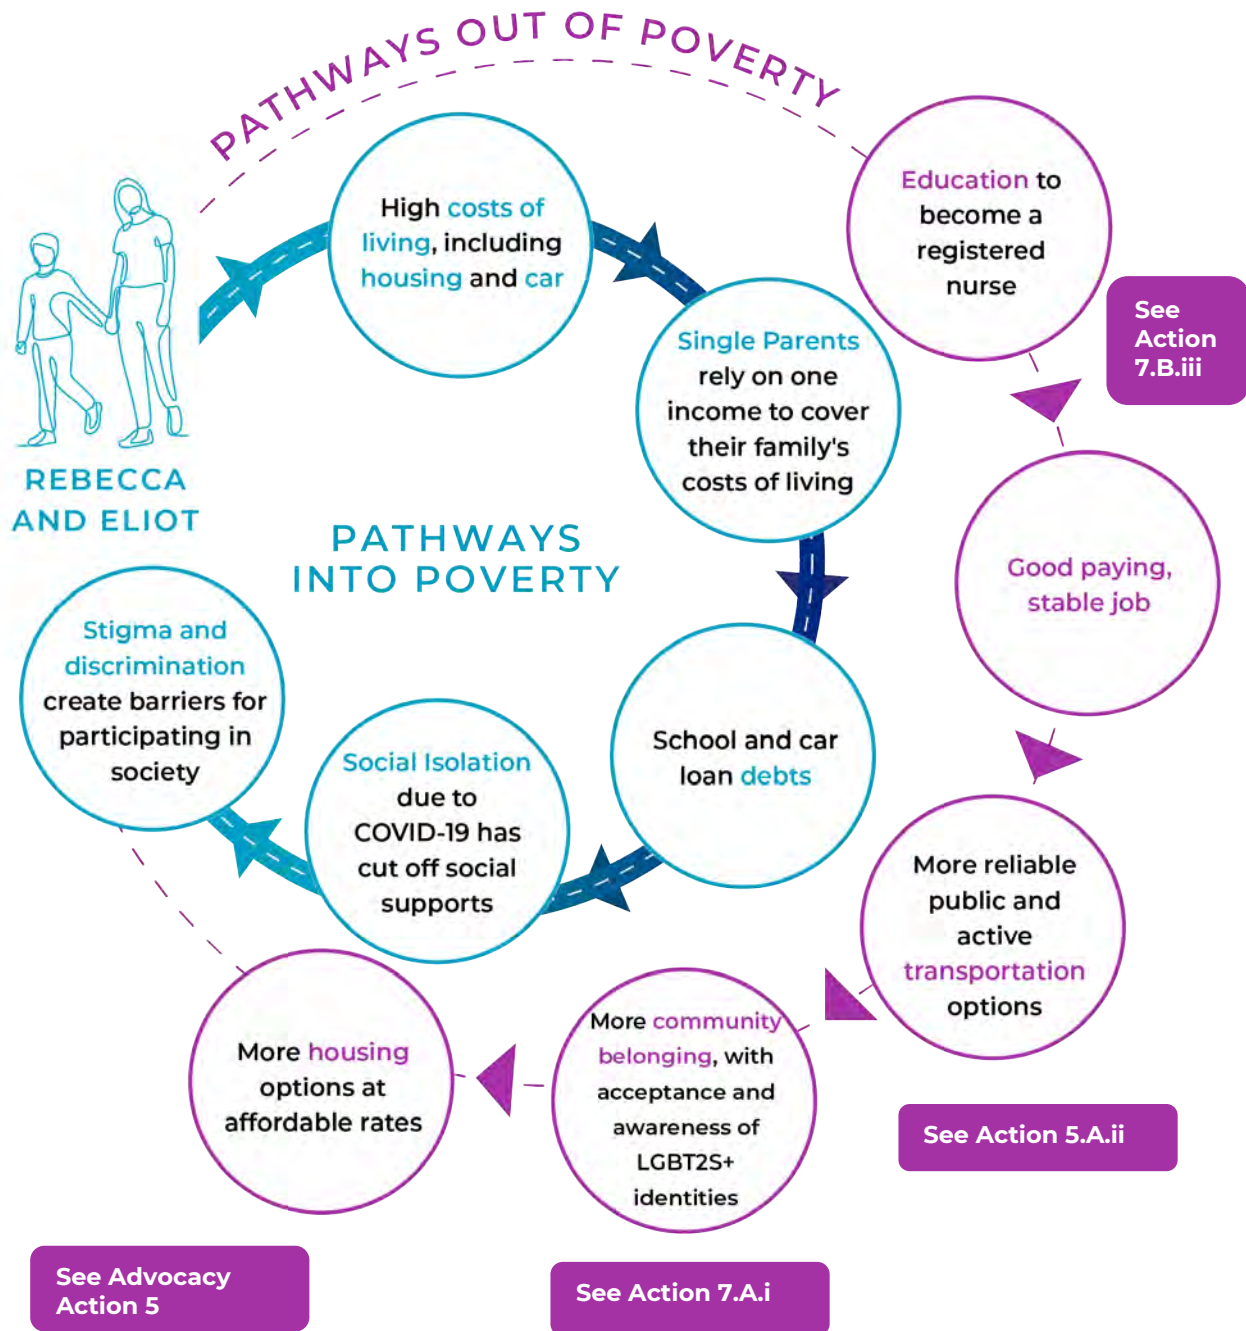 PATHWAYS OUT OF POVERTY
High costs of
living, including
housing and car
Education to
become a
registered
nurse
See
Action
7.B.iii
Single Parents
rely on one
income to cover
their family's
costs of living
REBECCA
AND ELIOT
PATHWAYS
INTO POVERTY
Good paying,
stable job
Stigma and
discrimination
create barriers for
participating in
society
Social Isolation
due to
COVID-19 has
cut off social
supports
School and car
loan debts
More reliable
public and
active
transportation
options
More housing
options at
affordable rates
More community
belonging, with
acceptance and
awareness of
LGBT2S+
identities
See Action 5.A.ii
See Advocacy
Action 5
See Action 7.A.i